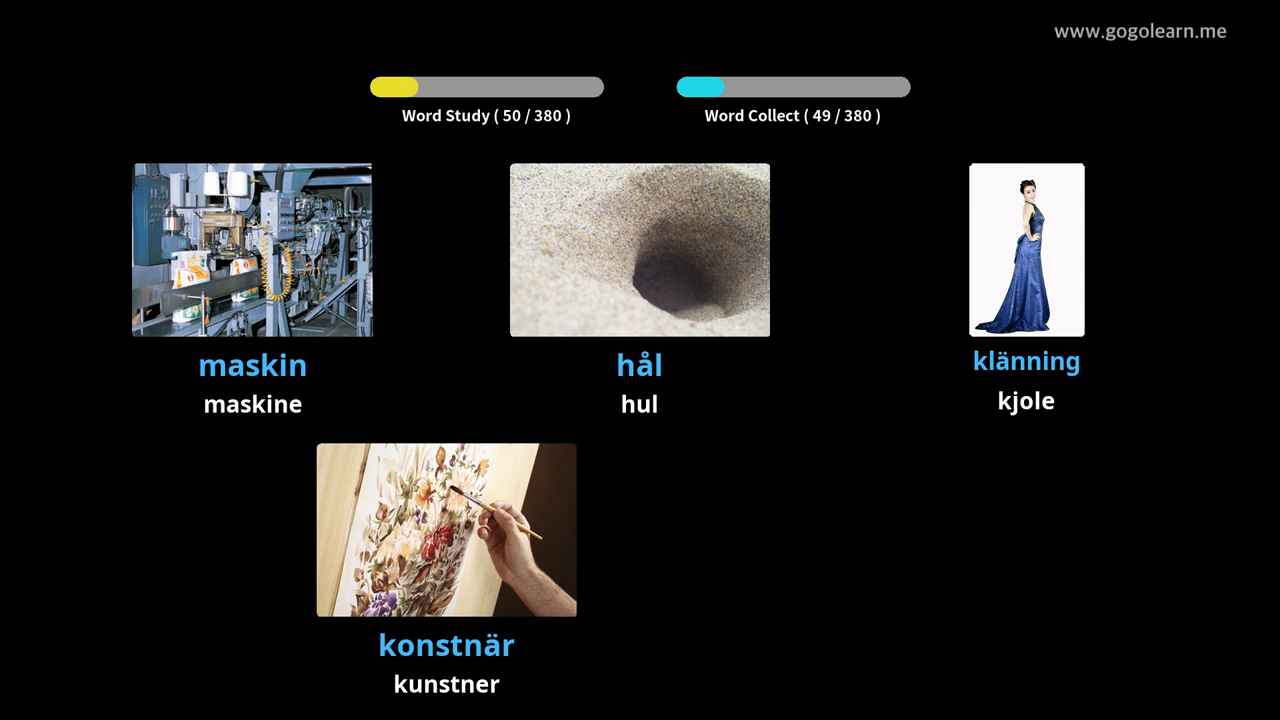 www.gogolearn.me
Word Study ( 50 / 380 )
Word Collect ( 49 / 380 )
maskin
maskine
hål
hul
klänning
kjole
konstnär
kunstner